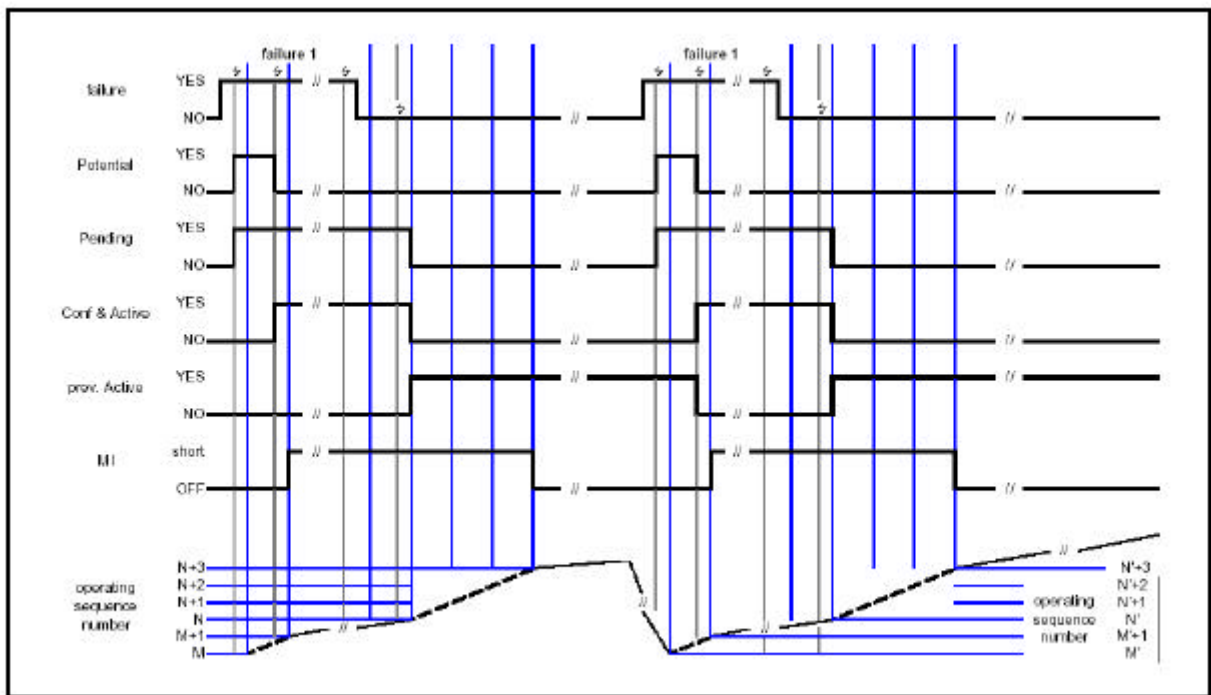 failure 1
failure 1
failure
YES
NO
Potential
YES
NO
Pending
YES
NO
Conf & Active
YES
NO
prev. Active
YES
NO
MI
short
OFF
operating
sequence
number
N+3
N+2
N+1
N
M+1
M
operating
sequence
number
N'+3
N'+2
N'+1
N'
M'+1
M'